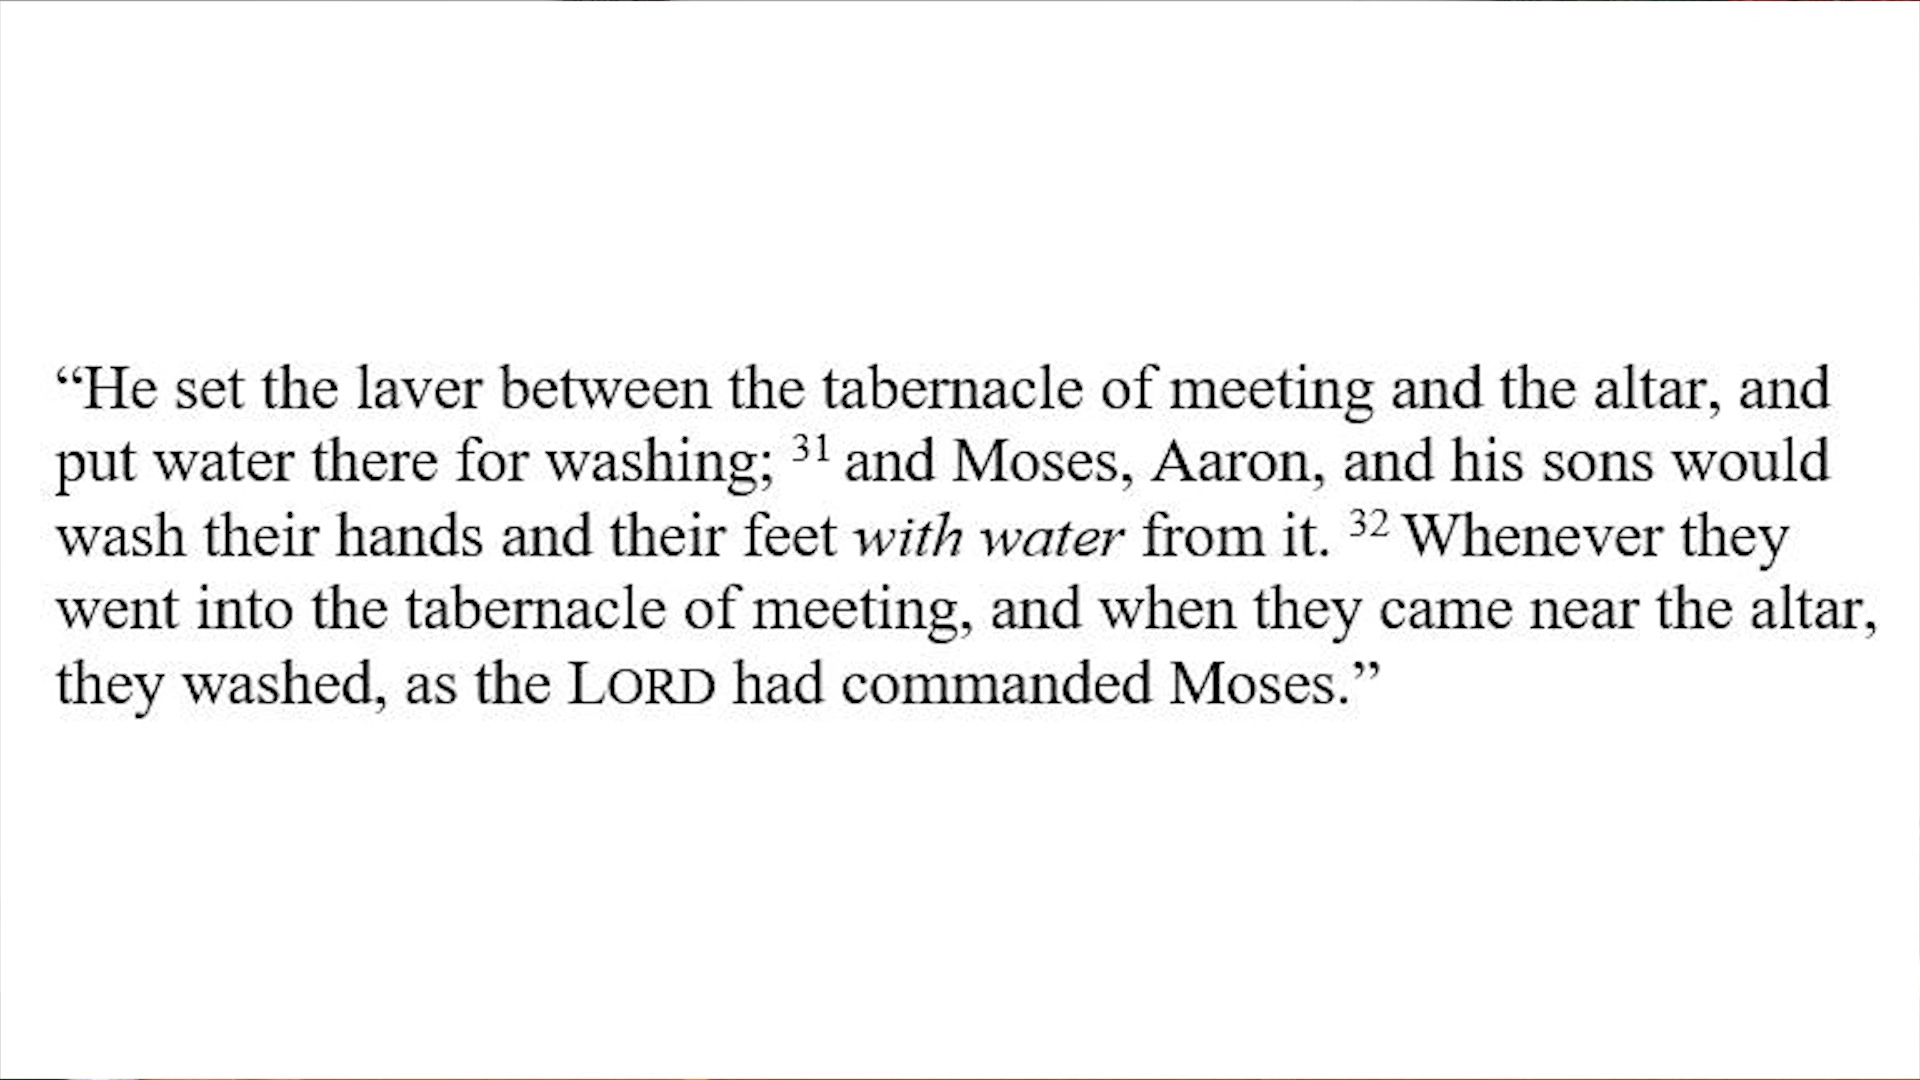 “He set the laver between the tabernacle of meeting and the altar, and
put water there for washing; 31 and Moses, Aaron, and his sons would
wash their hands and their feet with water from it. 32 Whenever they
went into the tabernacle of meeting, and when they came near the altar,
they washed, as the LORD had commanded Moses.”